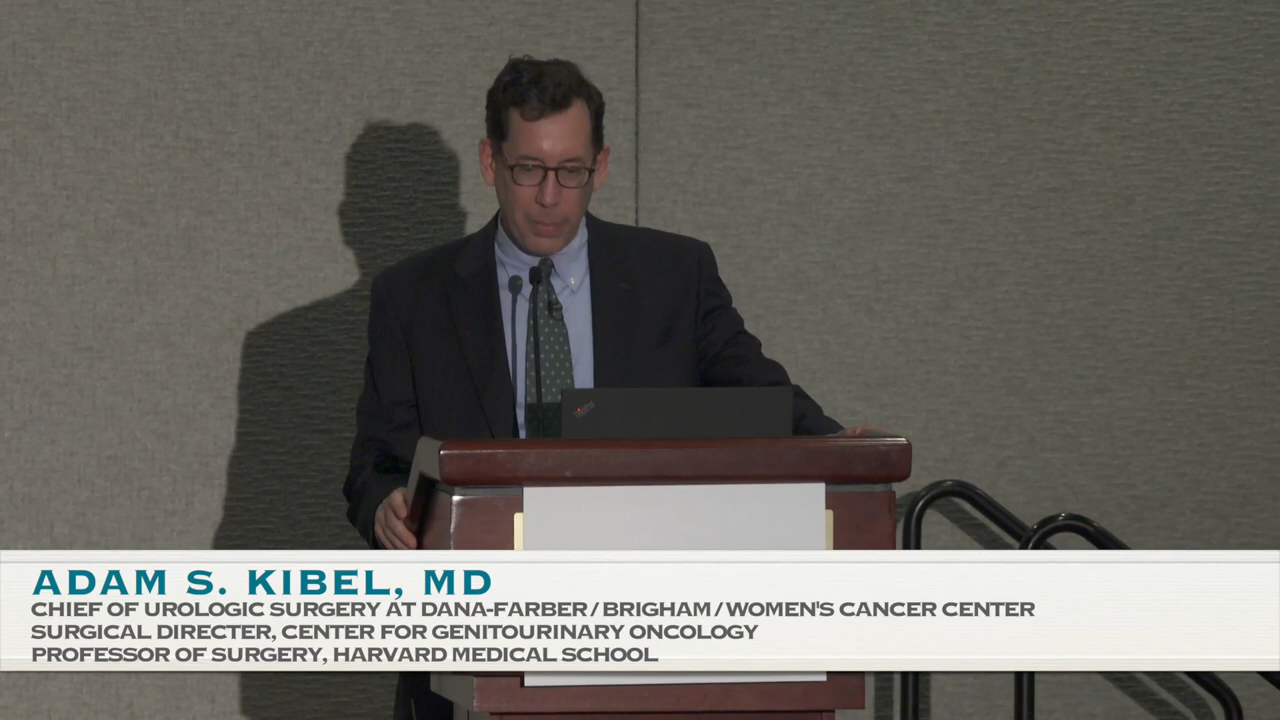 ADAM S. KIBEL, MD
CHIEF OF UROLOGIC SURGERY AT DANA-FARBER/BRIGHAM/WOMEN'S CANCER CENTER
SURGICAL DIRECTER, CENTER FOR GENITOURINARY ONCOLOGY
PROFESSOR OF SURGERY, HARVARD MEDICAL SCHOOL